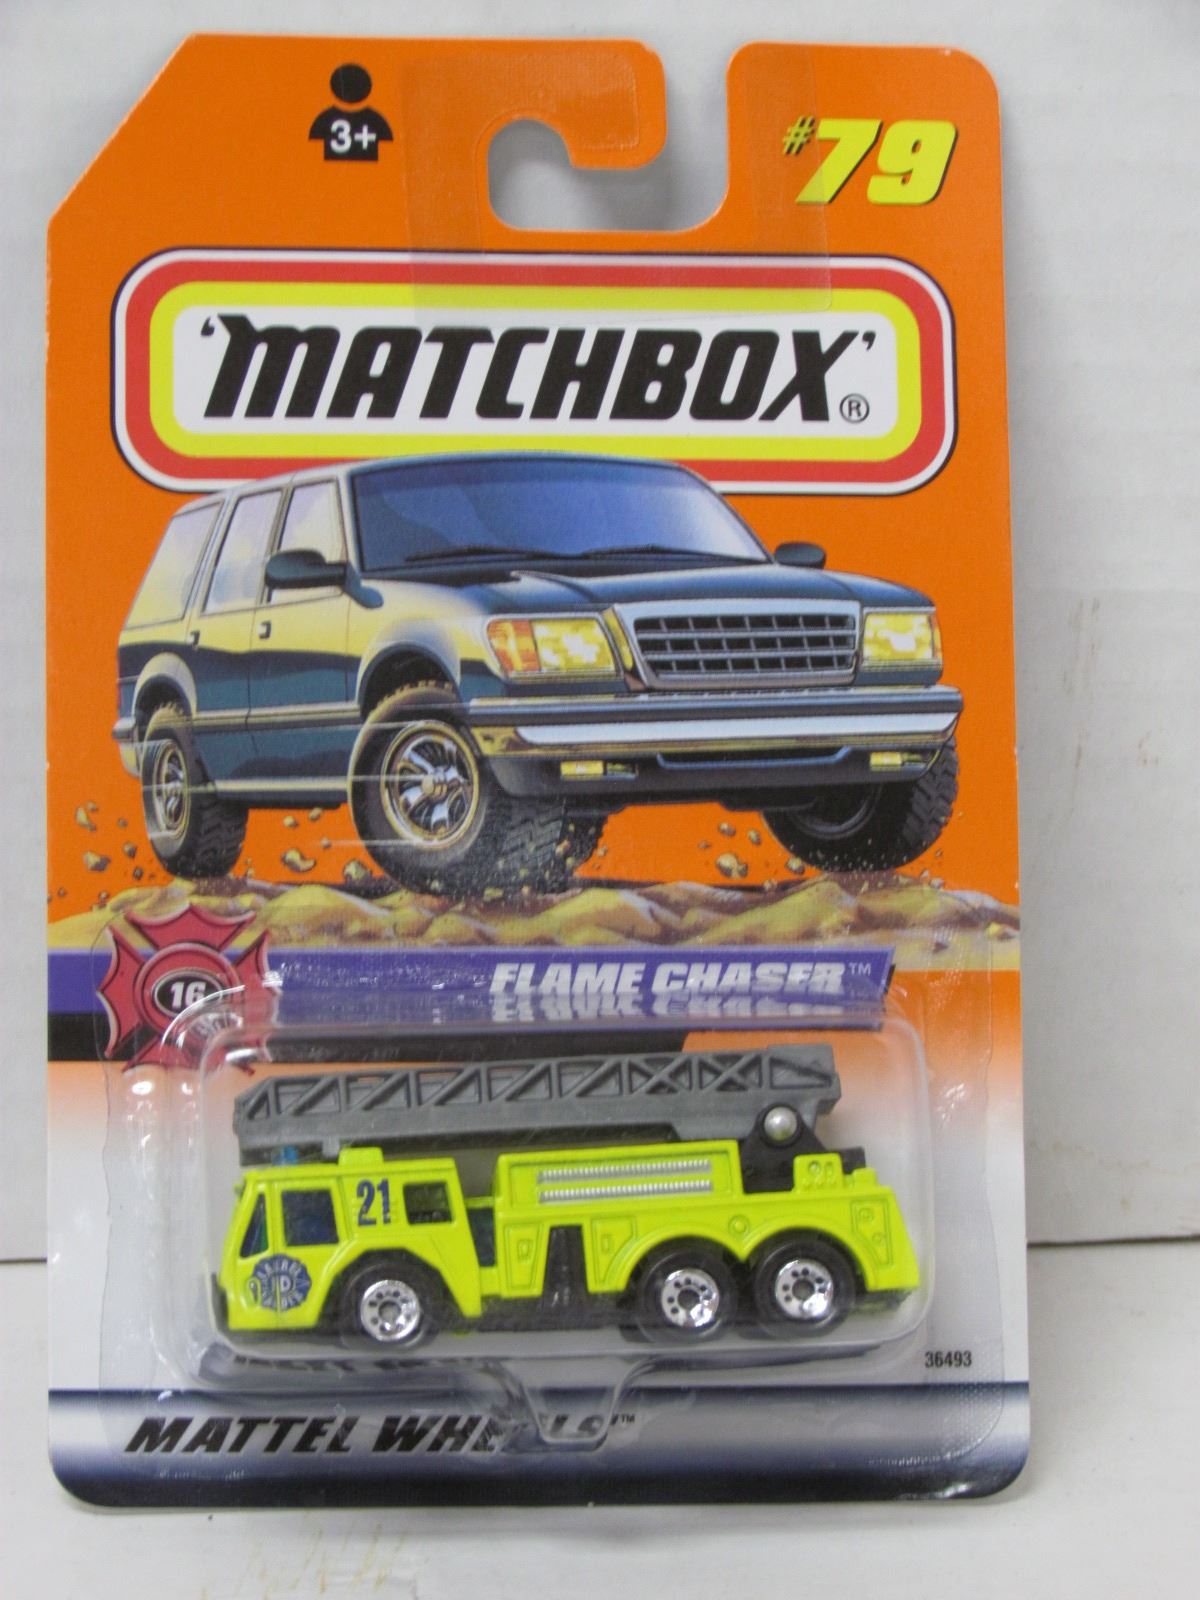 3+
#79
'MATCHBOX'®
16
FLAME CHASER™
21
36493
MATTEL WHEELS™